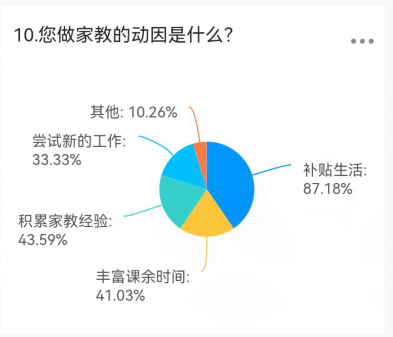 10.您做家教的动因是什么？
其他: 10.26%
尝试新的工作:
33.33%
补贴生活:
87.18%
积累家教经验:
43.59%
丰富课余时间:
41.03%